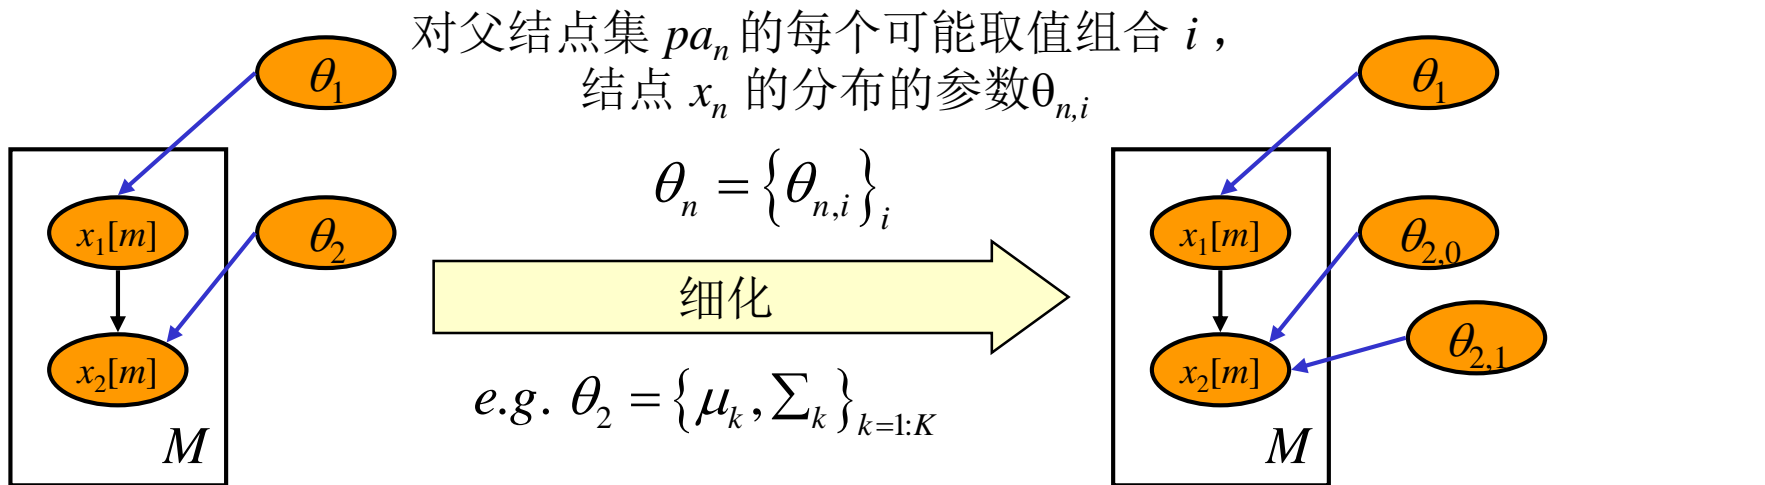 对父结点集 pa_n 的每个可能取值组合 i，
结点 x_n 的分布的参数θ_{n,i}
θ_1
x_1[m]
θ_2
x_2[m]
M
θ_n = {θ_{n,i}}_i
细化
e.g. θ_2 = {μ_k, Σ_k}_{k=1:K}
θ_1
x_1[m]
θ_{2,0}
θ_{2,1}
x_2[m]
M